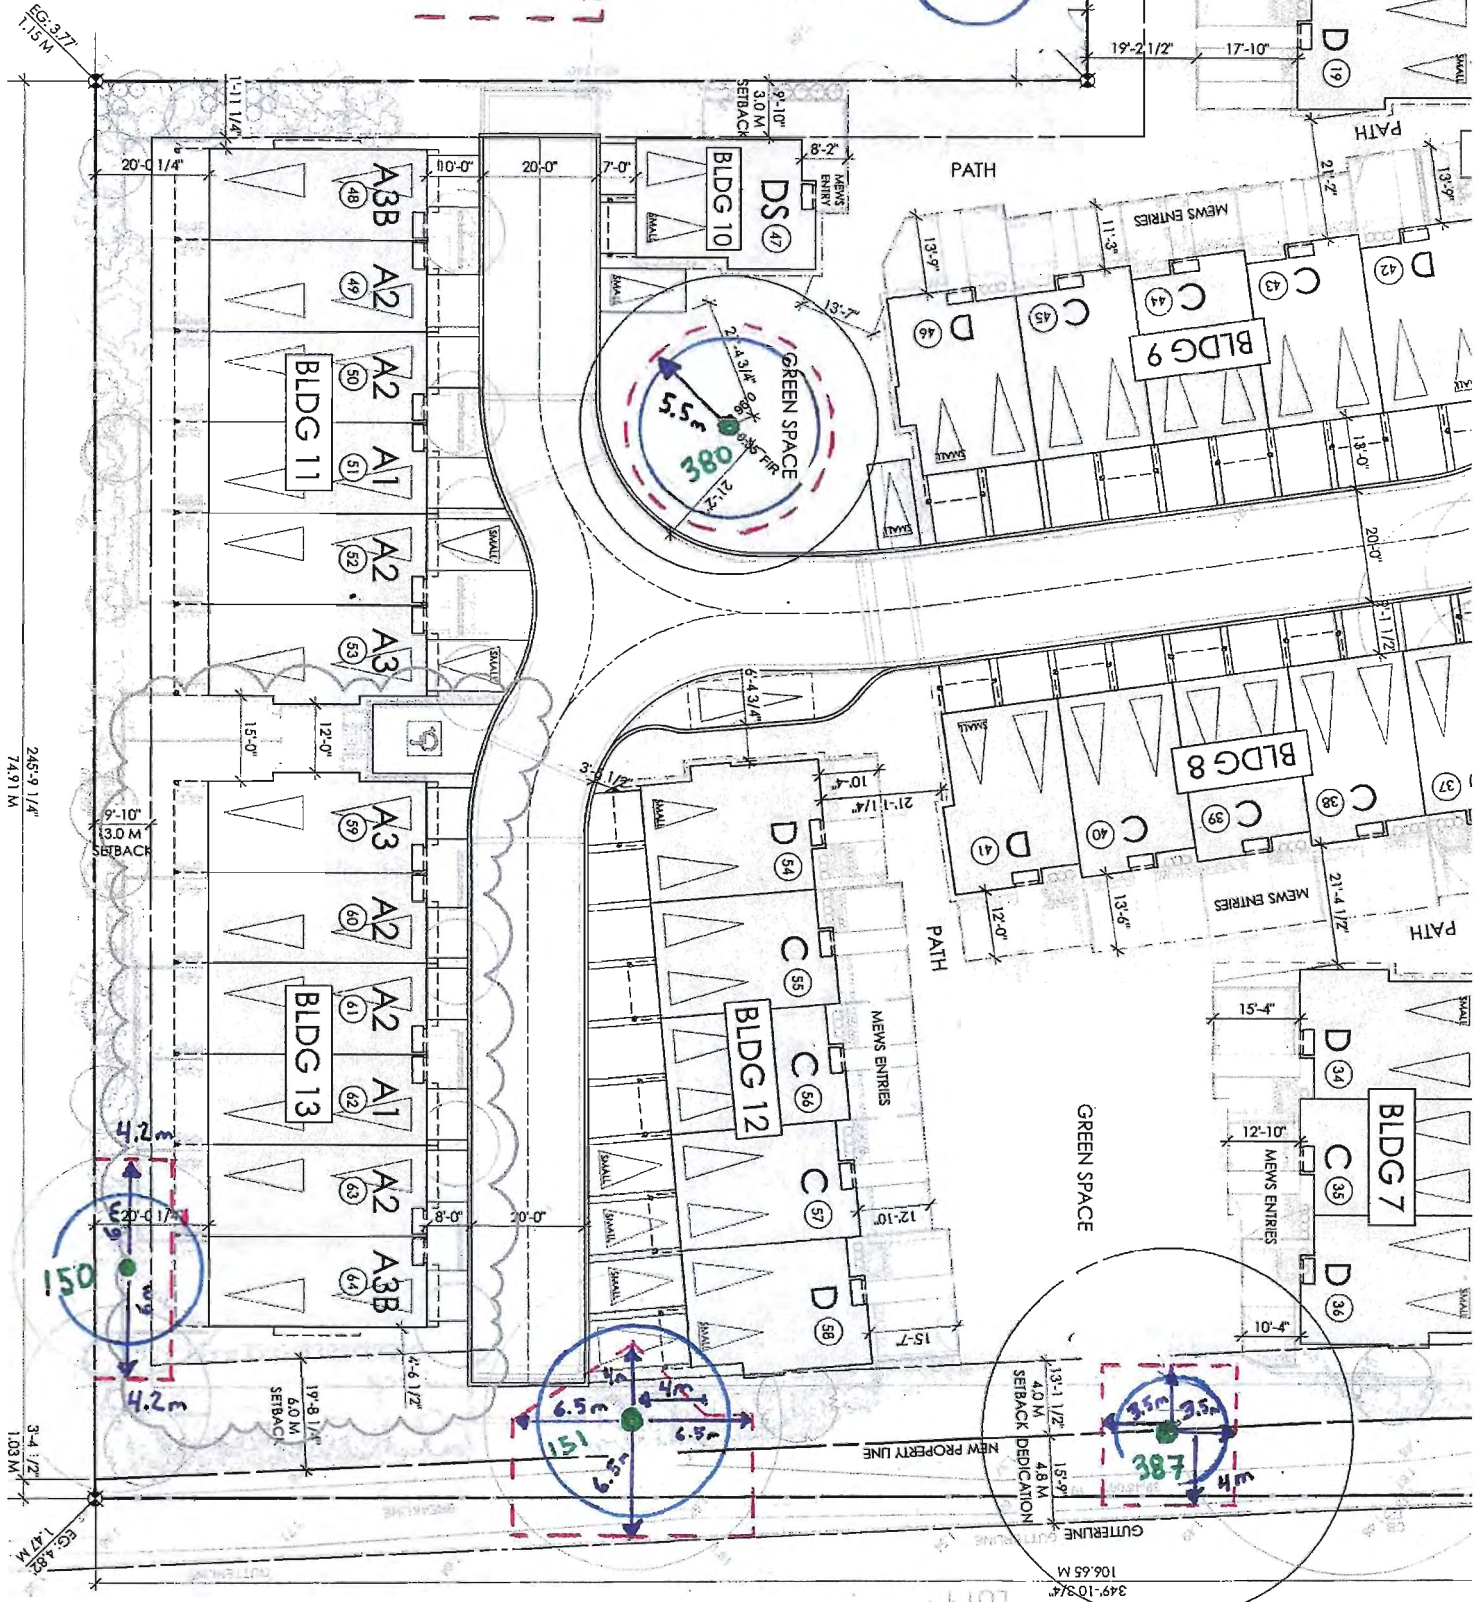 EG: 3.77'
1.15 M
19'-2 1/2"
17'-10"
D
19
SMALL
PATH
1'-11 1/4"
9'-10"
3.0 M
SETBACK
20'-0 1/4"
A3B
48
10'-0"
20'-0"
7'-0"
BLDG 10
DS
47
SMALL
8'-2"
MEWS
ENTRY
PATH
MEWS ENTRIES
21'-2"
13'-9"
A2
49
SMALL
13'-9"
11'-3"
D
46
C
45
C
44
C
43
D
42
BLDG 9
13'-7"
BLDG 11
A2
50
5.5m
380
GREEN SPACE
21'-2"
A1
51
SMALL
SMALL
13'-0"
A2
52
SMALL
20'-0"
A3
53
SMALL
6'-4 3/4"
15'-0"
12'-0"
245'-9 1/4"
74.91 M
9'-10"
3.0 M
SETBACK
A3
59
SMALL
D
54
10'-4"
21'-1 1/4"
SMALL
BLDG 8
D
41
C
40
C
39
C
38
37
12'-0"
13'-6"
MEWS ENTRIES
21'-4 1/2"
PATH
PATH
A2
60
C
55
BLDG 13
A2
61
BLDG 12
C
56
MEWS ENTRIES
15'-4"
D
34
SMALL
A1
62
GREEN SPACE
12'-10"
MEWS ENTRIES
C
35
BLDG 7
4.2m
A2
63
SMALL
SMALL
C
57
12'-10"
20'-0 1/4"
6m
6m
150
8'-0"
20'-0"
A3B
64
SMALL
SMALL
D
58
15'-7"
D
36
SMALL
10'-4"
4.2m
19'-8 1/4"
6.0 M
SETBACK
4'-6 1/2"
4m
4m
6.5m
6.5m
151
6.5m
13'-1 1/2"
4.0 M
SETBACK
15'-9"
4.8 M
DEDICATION
3.5m
3.5m
387
4m
NEW PROPERTY LINE
3'-4 1/2"
1.03 M
GUTTERLINE
EG: 4.82'
1.47 M
106.65 M
349'-10 3/4"